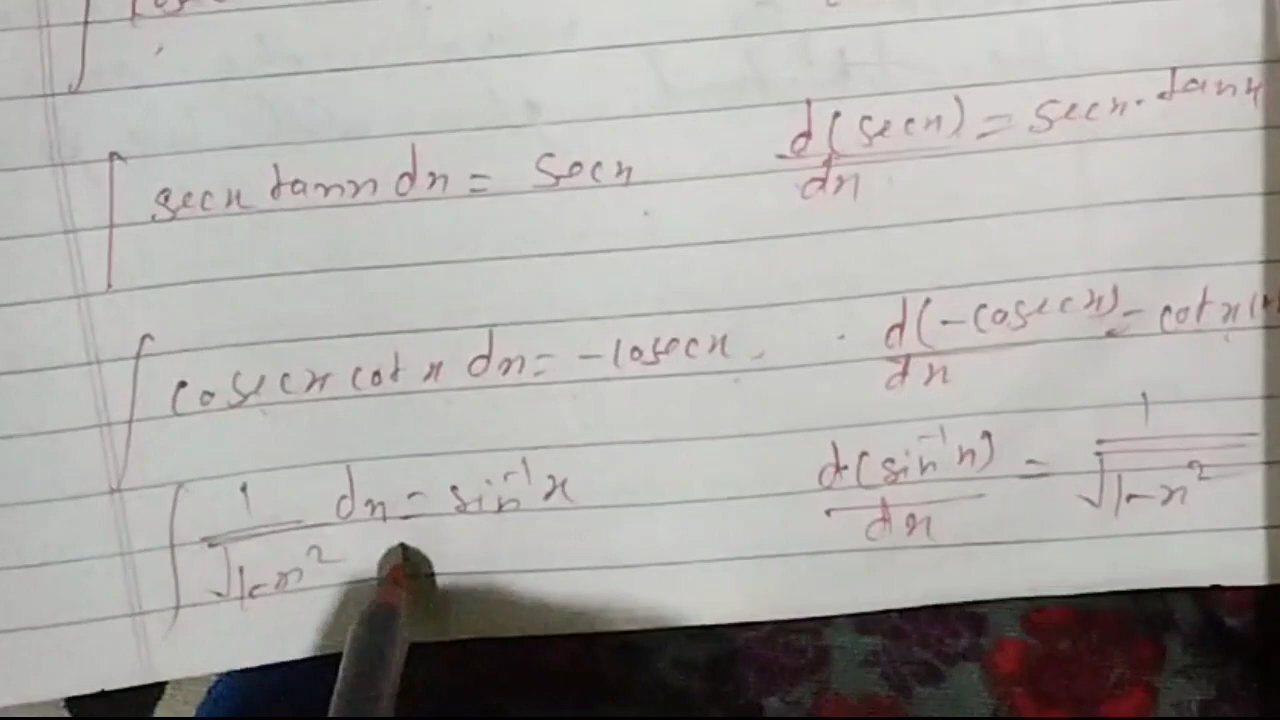 ∫ secx tanx dx = secx    d(secx)/dx = secx·tanx
∫ cosecx cotx dx = -cosecx    d(-cosecx)/dx = cotx
∫ 1/√1-x² dx = sin⁻¹x    d(sin⁻¹x)/dx = 1/√1-x²